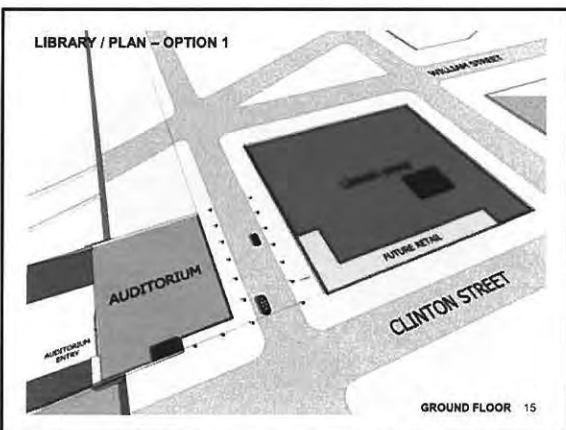 LIBRARY / PLAN – OPTION 1
WILLIAM STREET
FUTURE RETAIL
AUDITORIUM
CLINTON STREET
AUDITORIUM
ENTRY
GROUND FLOOR 15